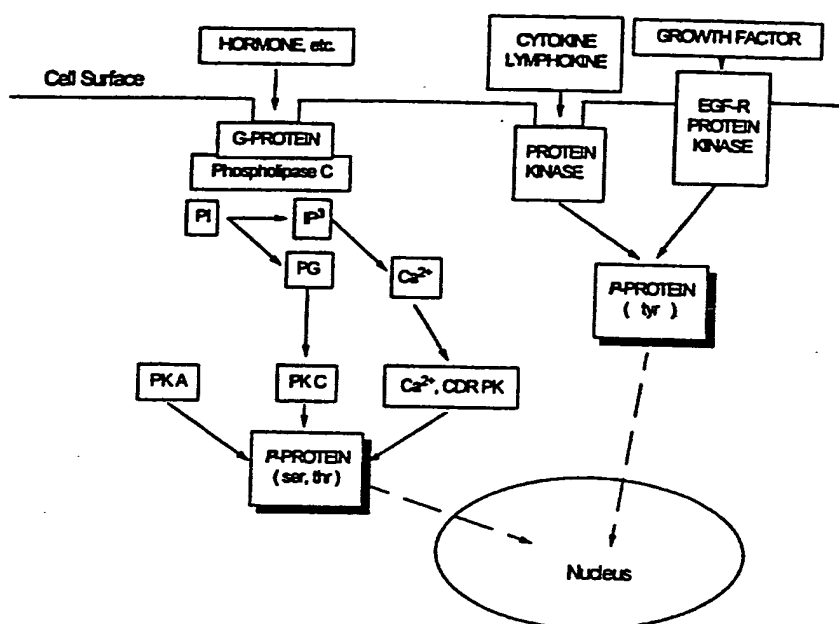 HORMONE, etc.
CYTOKINE
LYMPHOKINE
GROWTH FACTOR
Cell Surface
G-PROTEIN
Phospholipase C
PROTEIN
KINASE
EGF-R
PROTEIN
KINASE
PI
IP³
PG
Ca²⁺
P-PROTEIN
( tyr )
PKA
PKC
Ca²⁺, CDR PK
P-PROTEIN
(ser, thr)
Nucleus